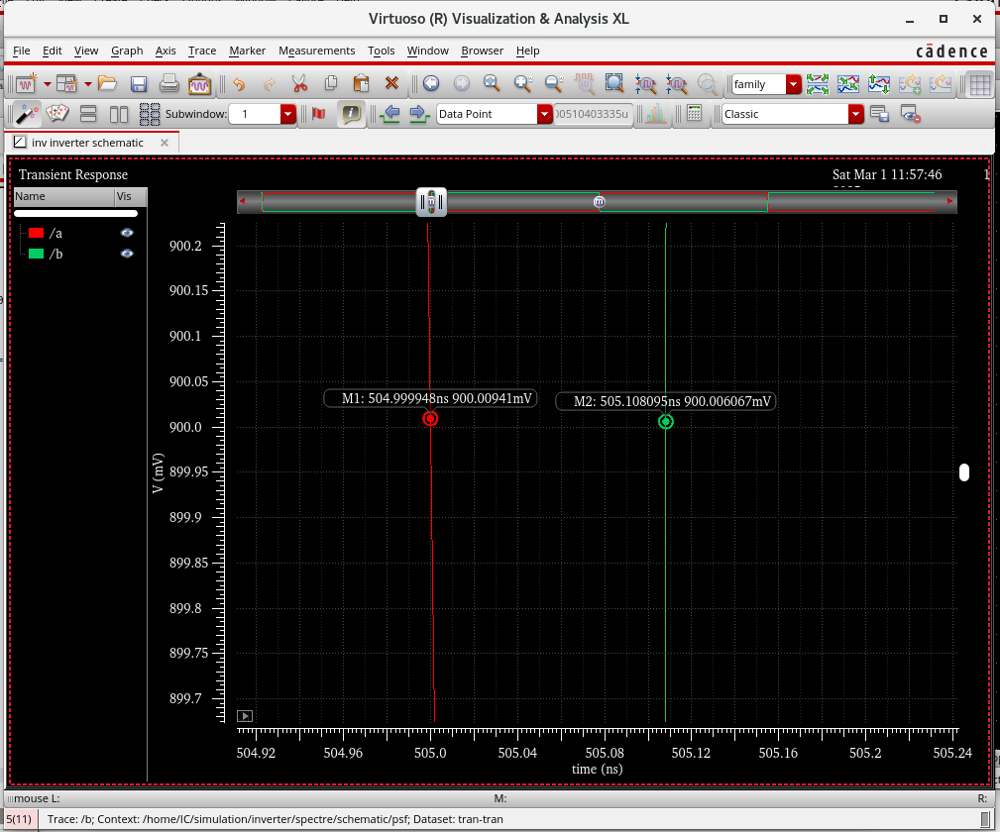 Virtuoso (R) Visualization & Analysis XL
File Edit View Graph Axis Trace Marker Measurements Tools Window Browser Help
cādence
family
Subwindow: 1
Data Point
00510403335u
Classic
inv inverter schematic
Transient Response
Sat Mar 1 11:57:46
1
Name Vis
/a
/b
900.2
900.15
900.1
900.05
900.0
899.95
899.9
899.85
899.8
899.75
899.7
V (mV)
M1: 504.999948ns 900.00941mV
M2: 505.108095ns 900.006067mV
504.92 504.96 505.0 505.04 505.08 505.12 505.16 505.2 505.24
time (ns)
mouse L: M: R:
5(11) Trace: /b; Context: /home/IC/simulation/inverter/spectre/schematic/psf; Dataset: tran-tran